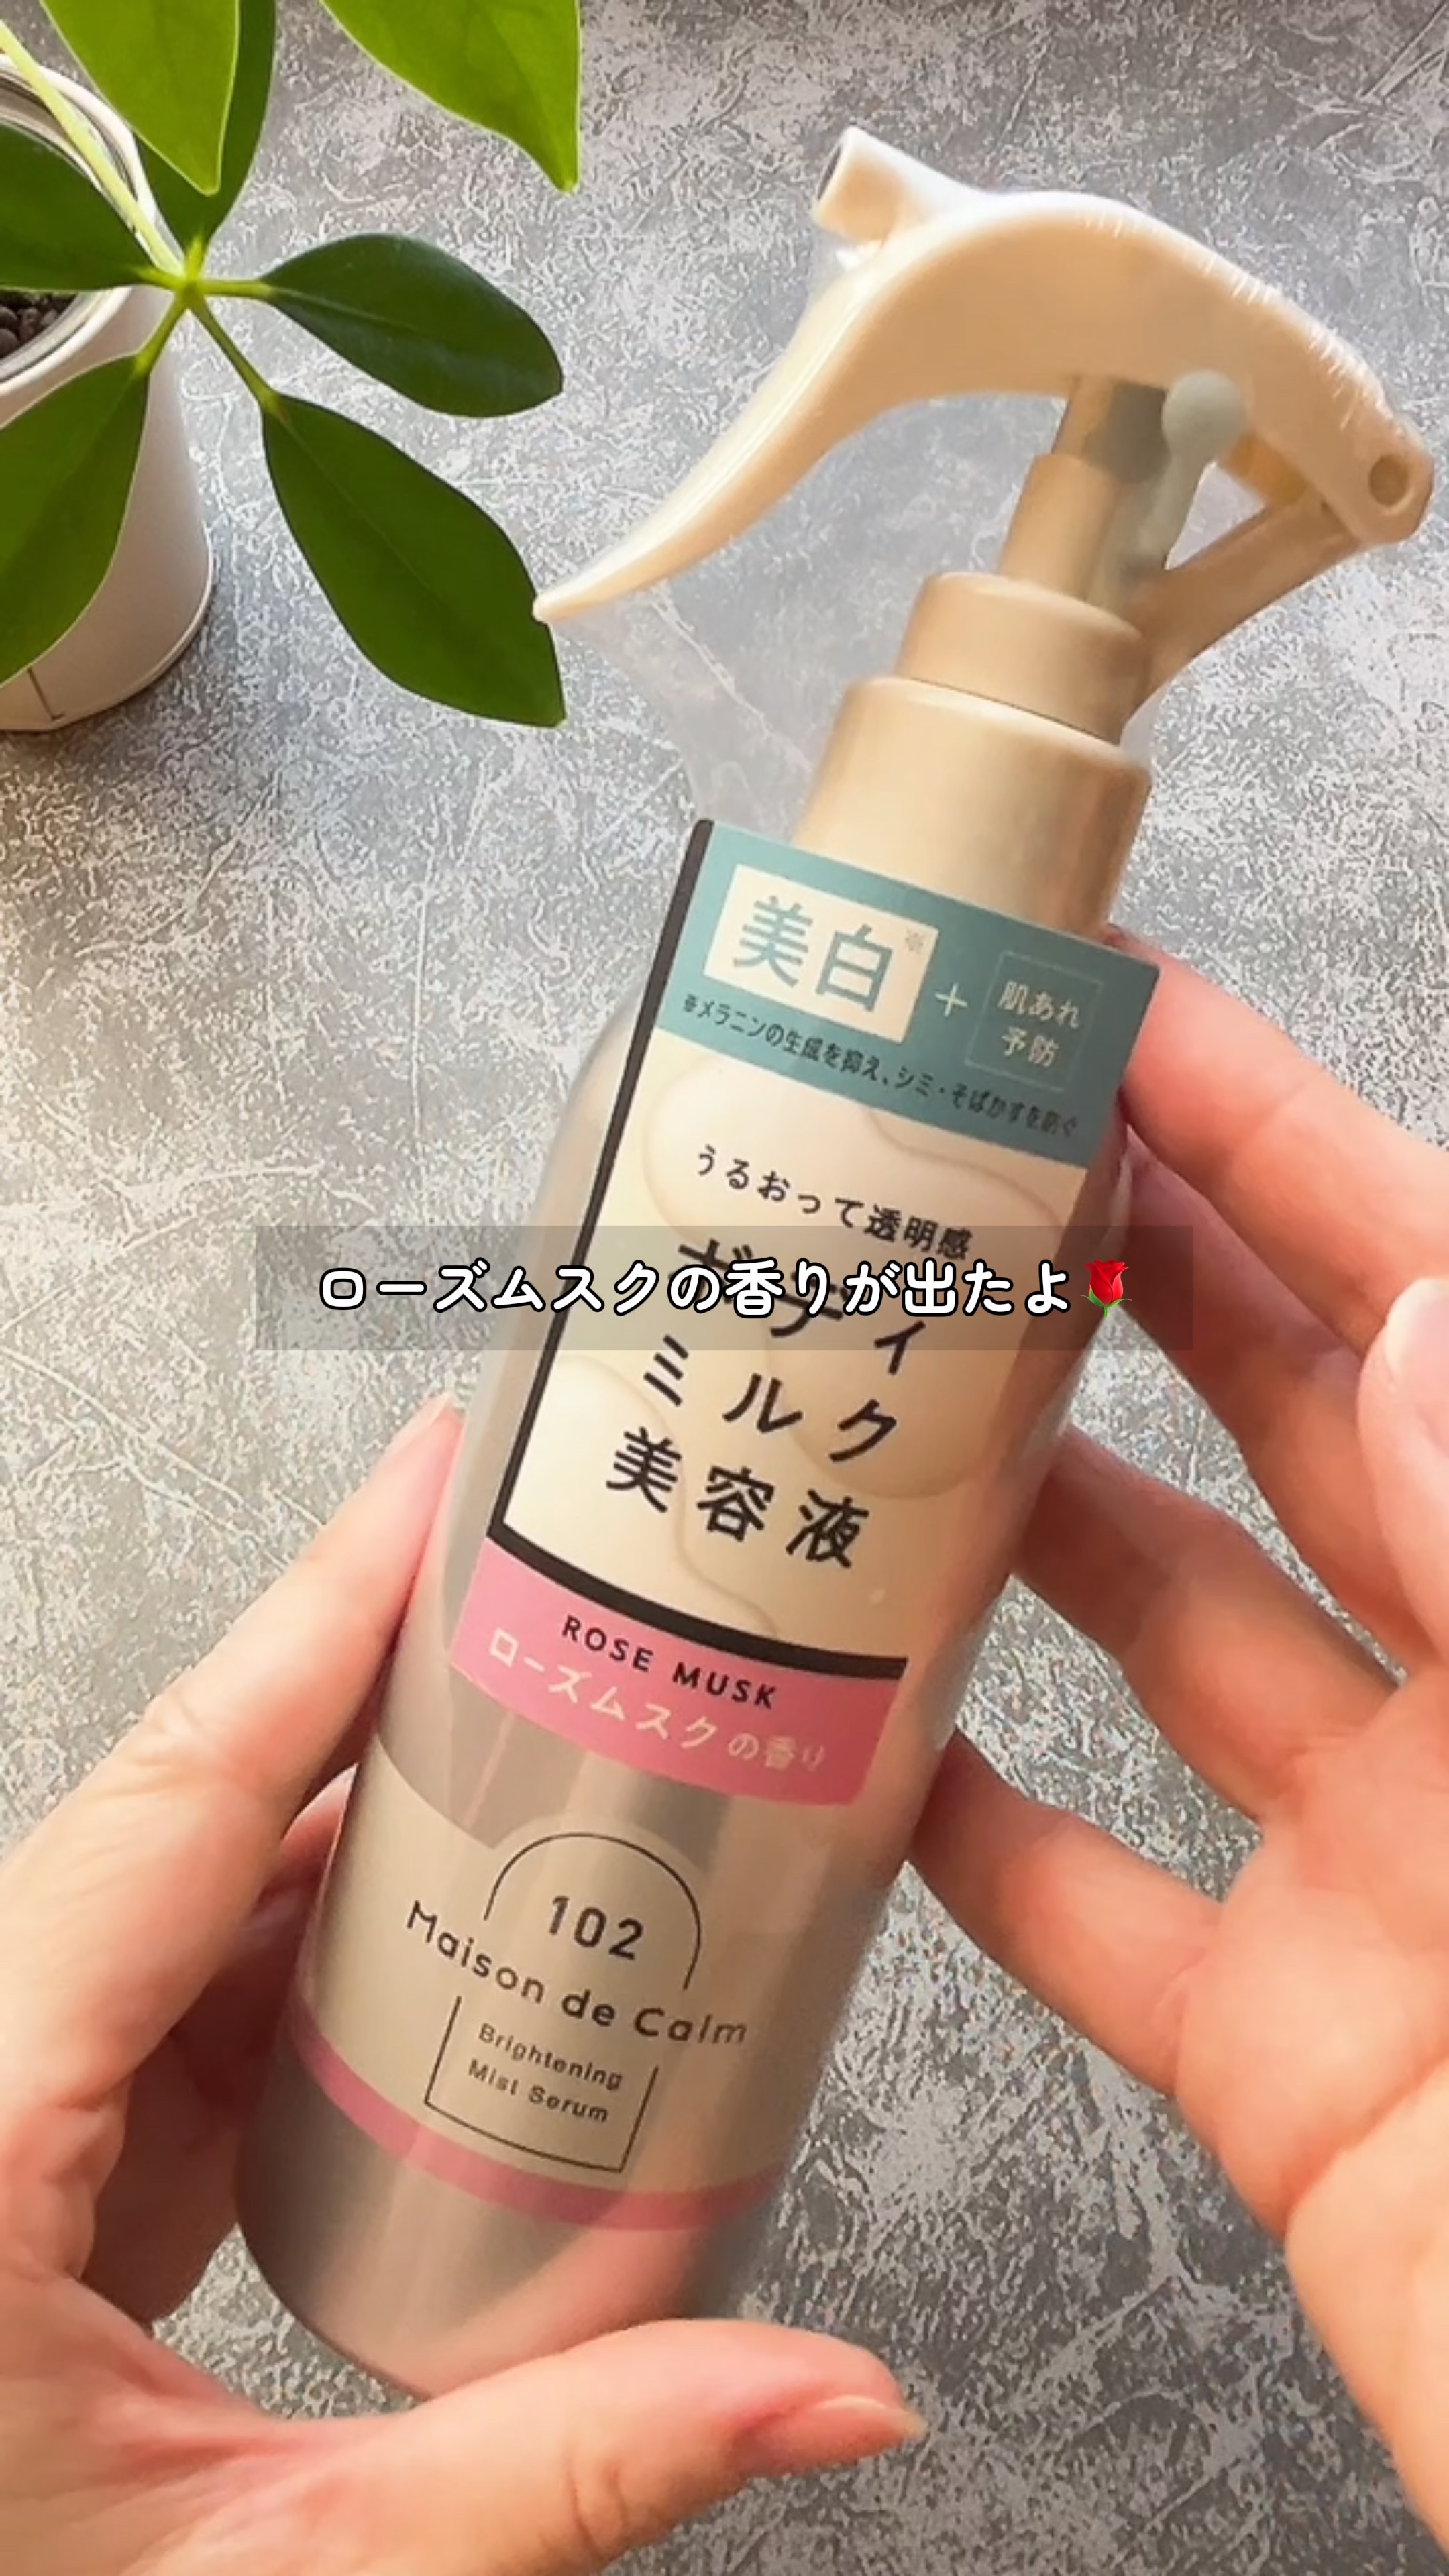 美白※
+
肌あれ
予防
※メラニンの生成を抑え、シミ・そばかすを防ぐ
うるおって透明感
ボディ
ローズムスクの香りが出たよ🌹
ミルク
美容液
ROSE MUSK
ローズムスクの香り
102
Maison de Calm
Brightening
Mist Serum